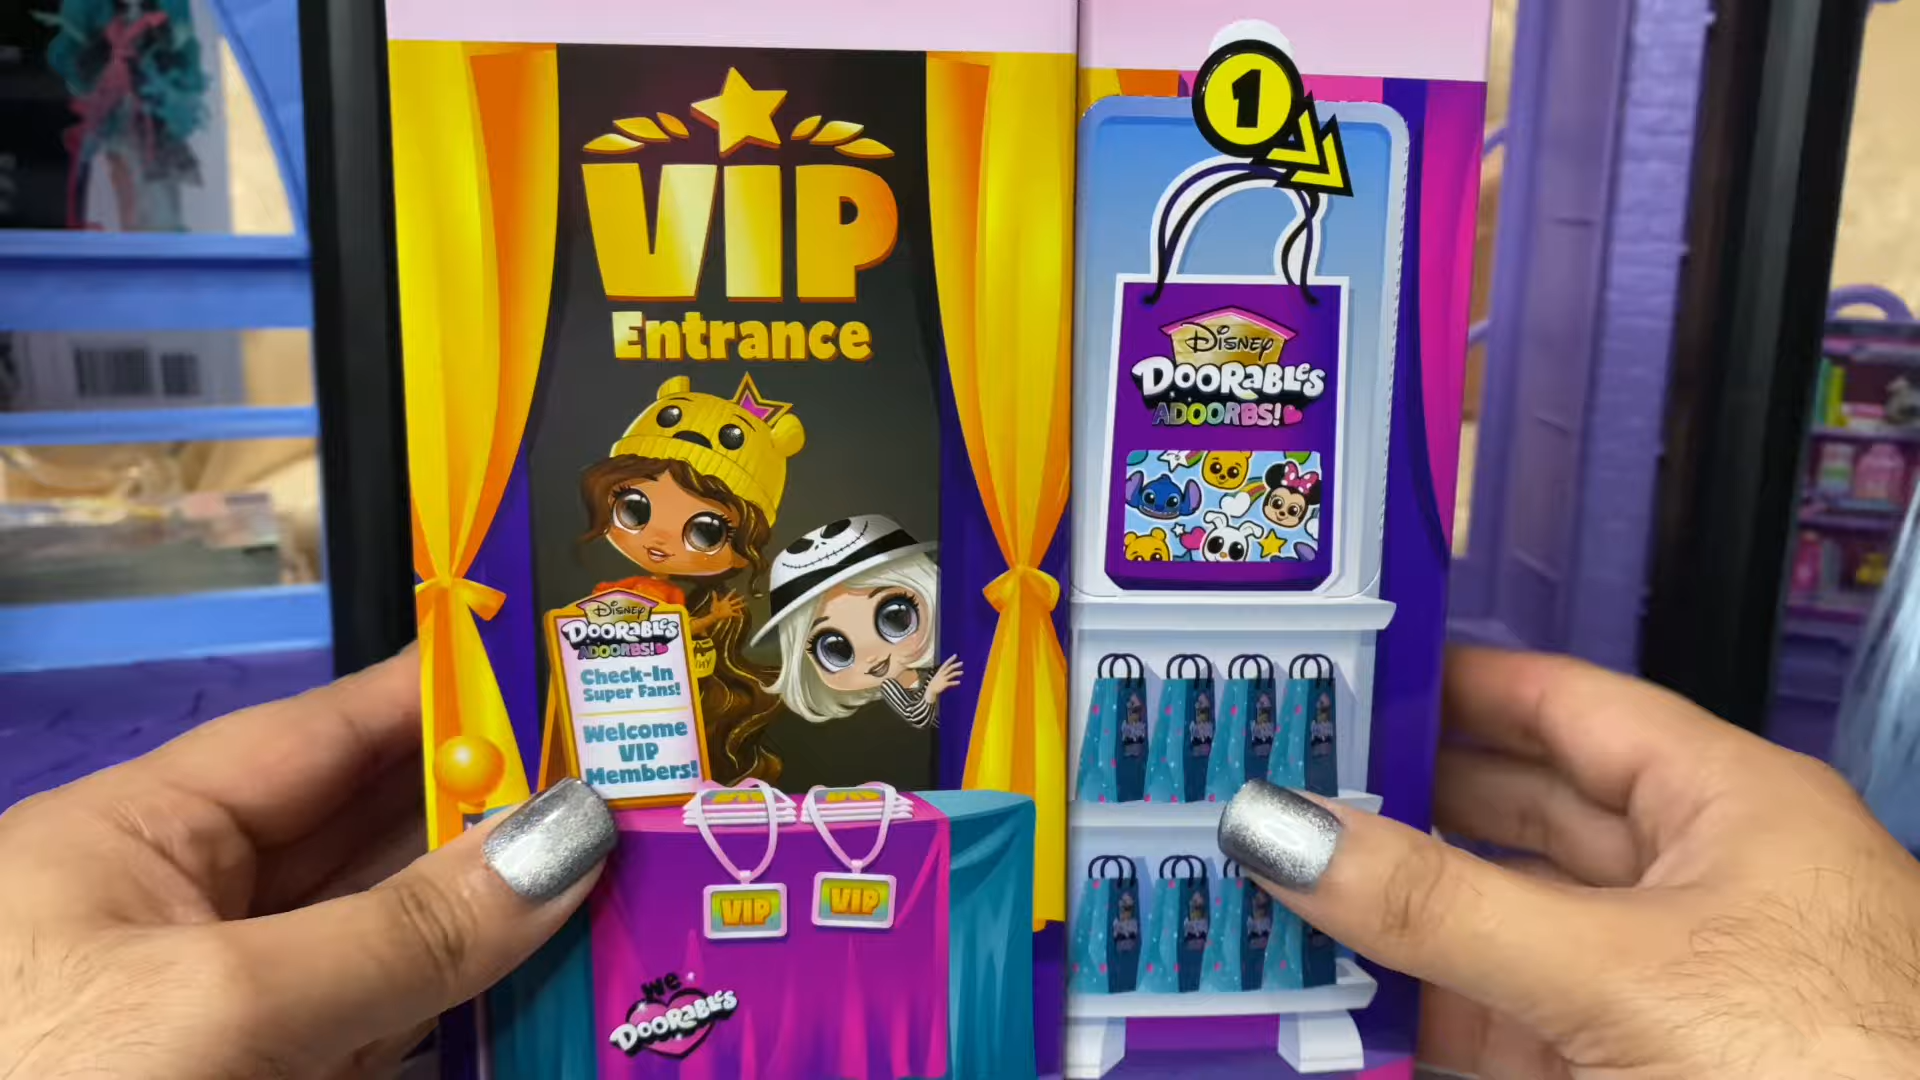 VIP
Entrance
Disney
Doorables
ADOORBS!
Check-In
Super Fans!
Welcome
VIP
Members!
VIP
VIP
We
Doorables
1
Disney
Doorables
ADOORBS!